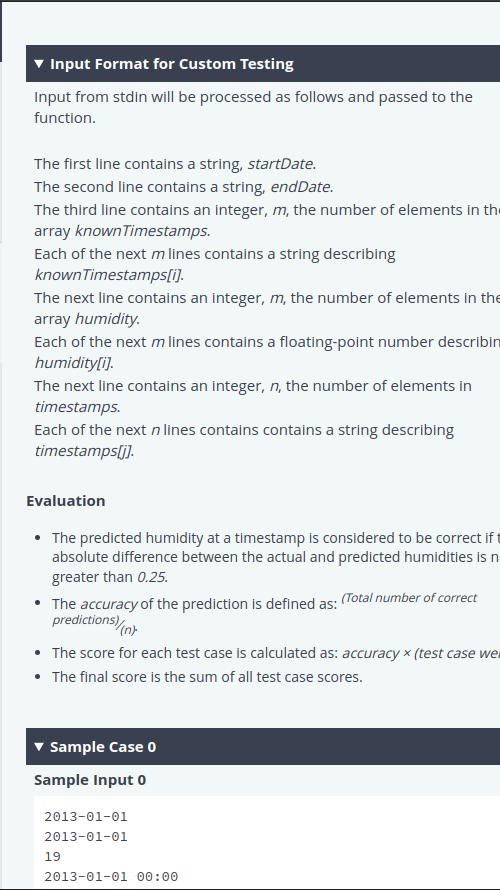 ▼ Input Format for Custom Testing
Input from stdin will be processed as follows and passed to the
function.
The first line contains a string, startDate.
The second line contains a string, endDate.
The third line contains an integer, m, the number of elements in the
array knownTimestamps.
Each of the next m lines contains a string describing
knownTimestamps[i].
The next line contains an integer, m, the number of elements in the
array humidity.
Each of the next m lines contains a floating-point number describin
humidity[i].
The next line contains an integer, n, the number of elements in
timestamps.
Each of the next n lines contains contains a string describing
timestamps[j].
Evaluation
• The predicted humidity at a timestamp is considered to be correct if t
absolute difference between the actual and predicted humidities is n
greater than 0.25.
• The accuracy of the prediction is defined as: (Total number of correct
predictions)/(n).
• The score for each test case is calculated as: accuracy × (test case wei
• The final score is the sum of all test case scores.
▼ Sample Case 0
Sample Input 0
2013-01-01
2013-01-01
19
2013-01-01 00:00